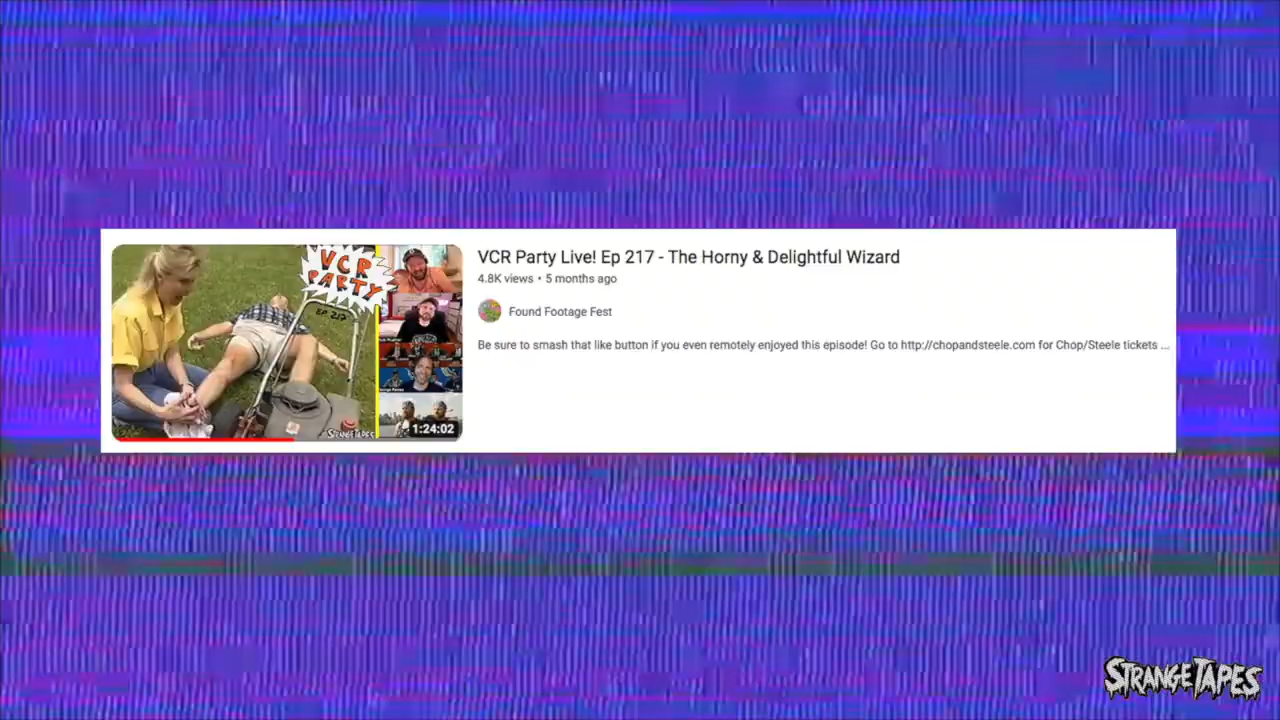 VCR
PARTY
EP 217
STRANGE TAPES
1:24:02
VCR Party Live! Ep 217 - The Horny & Delightful Wizard
4.8K views • 5 months ago
Found Footage Fest
Be sure to smash that like button if you even remotely enjoyed this episode! Go to http://chopandsteele.com for Chop/Steele tickets ...
STRANGE TAPES